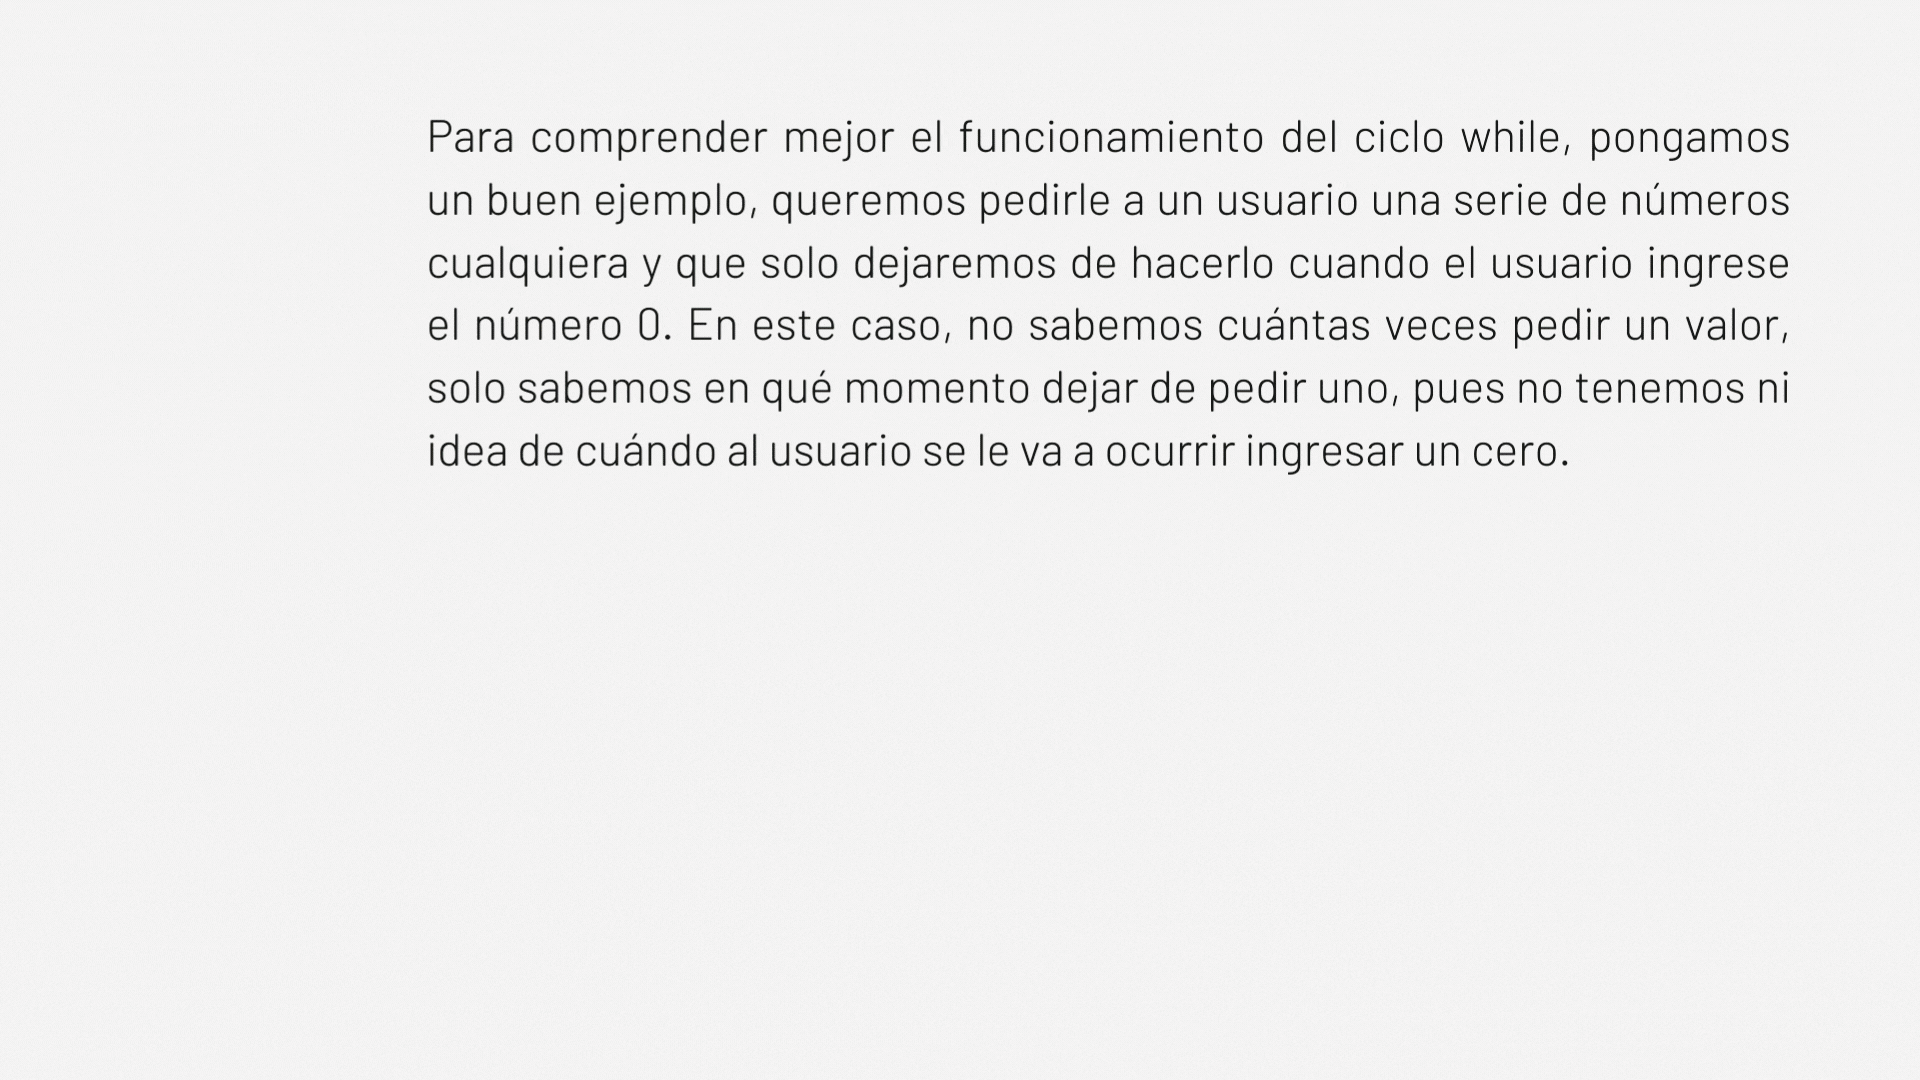 Para comprender mejor el funcionamiento del ciclo while, pongamos
un buen ejemplo, queremos pedirle a un usuario una serie de números
cualquiera y que solo dejaremos de hacerlo cuando el usuario ingrese
el número 0. En este caso, no sabemos cuántas veces pedir un valor,
solo sabemos en qué momento dejar de pedir uno, pues no tenemos ni
idea de cuándo al usuario se le va a ocurrir ingresar un cero.